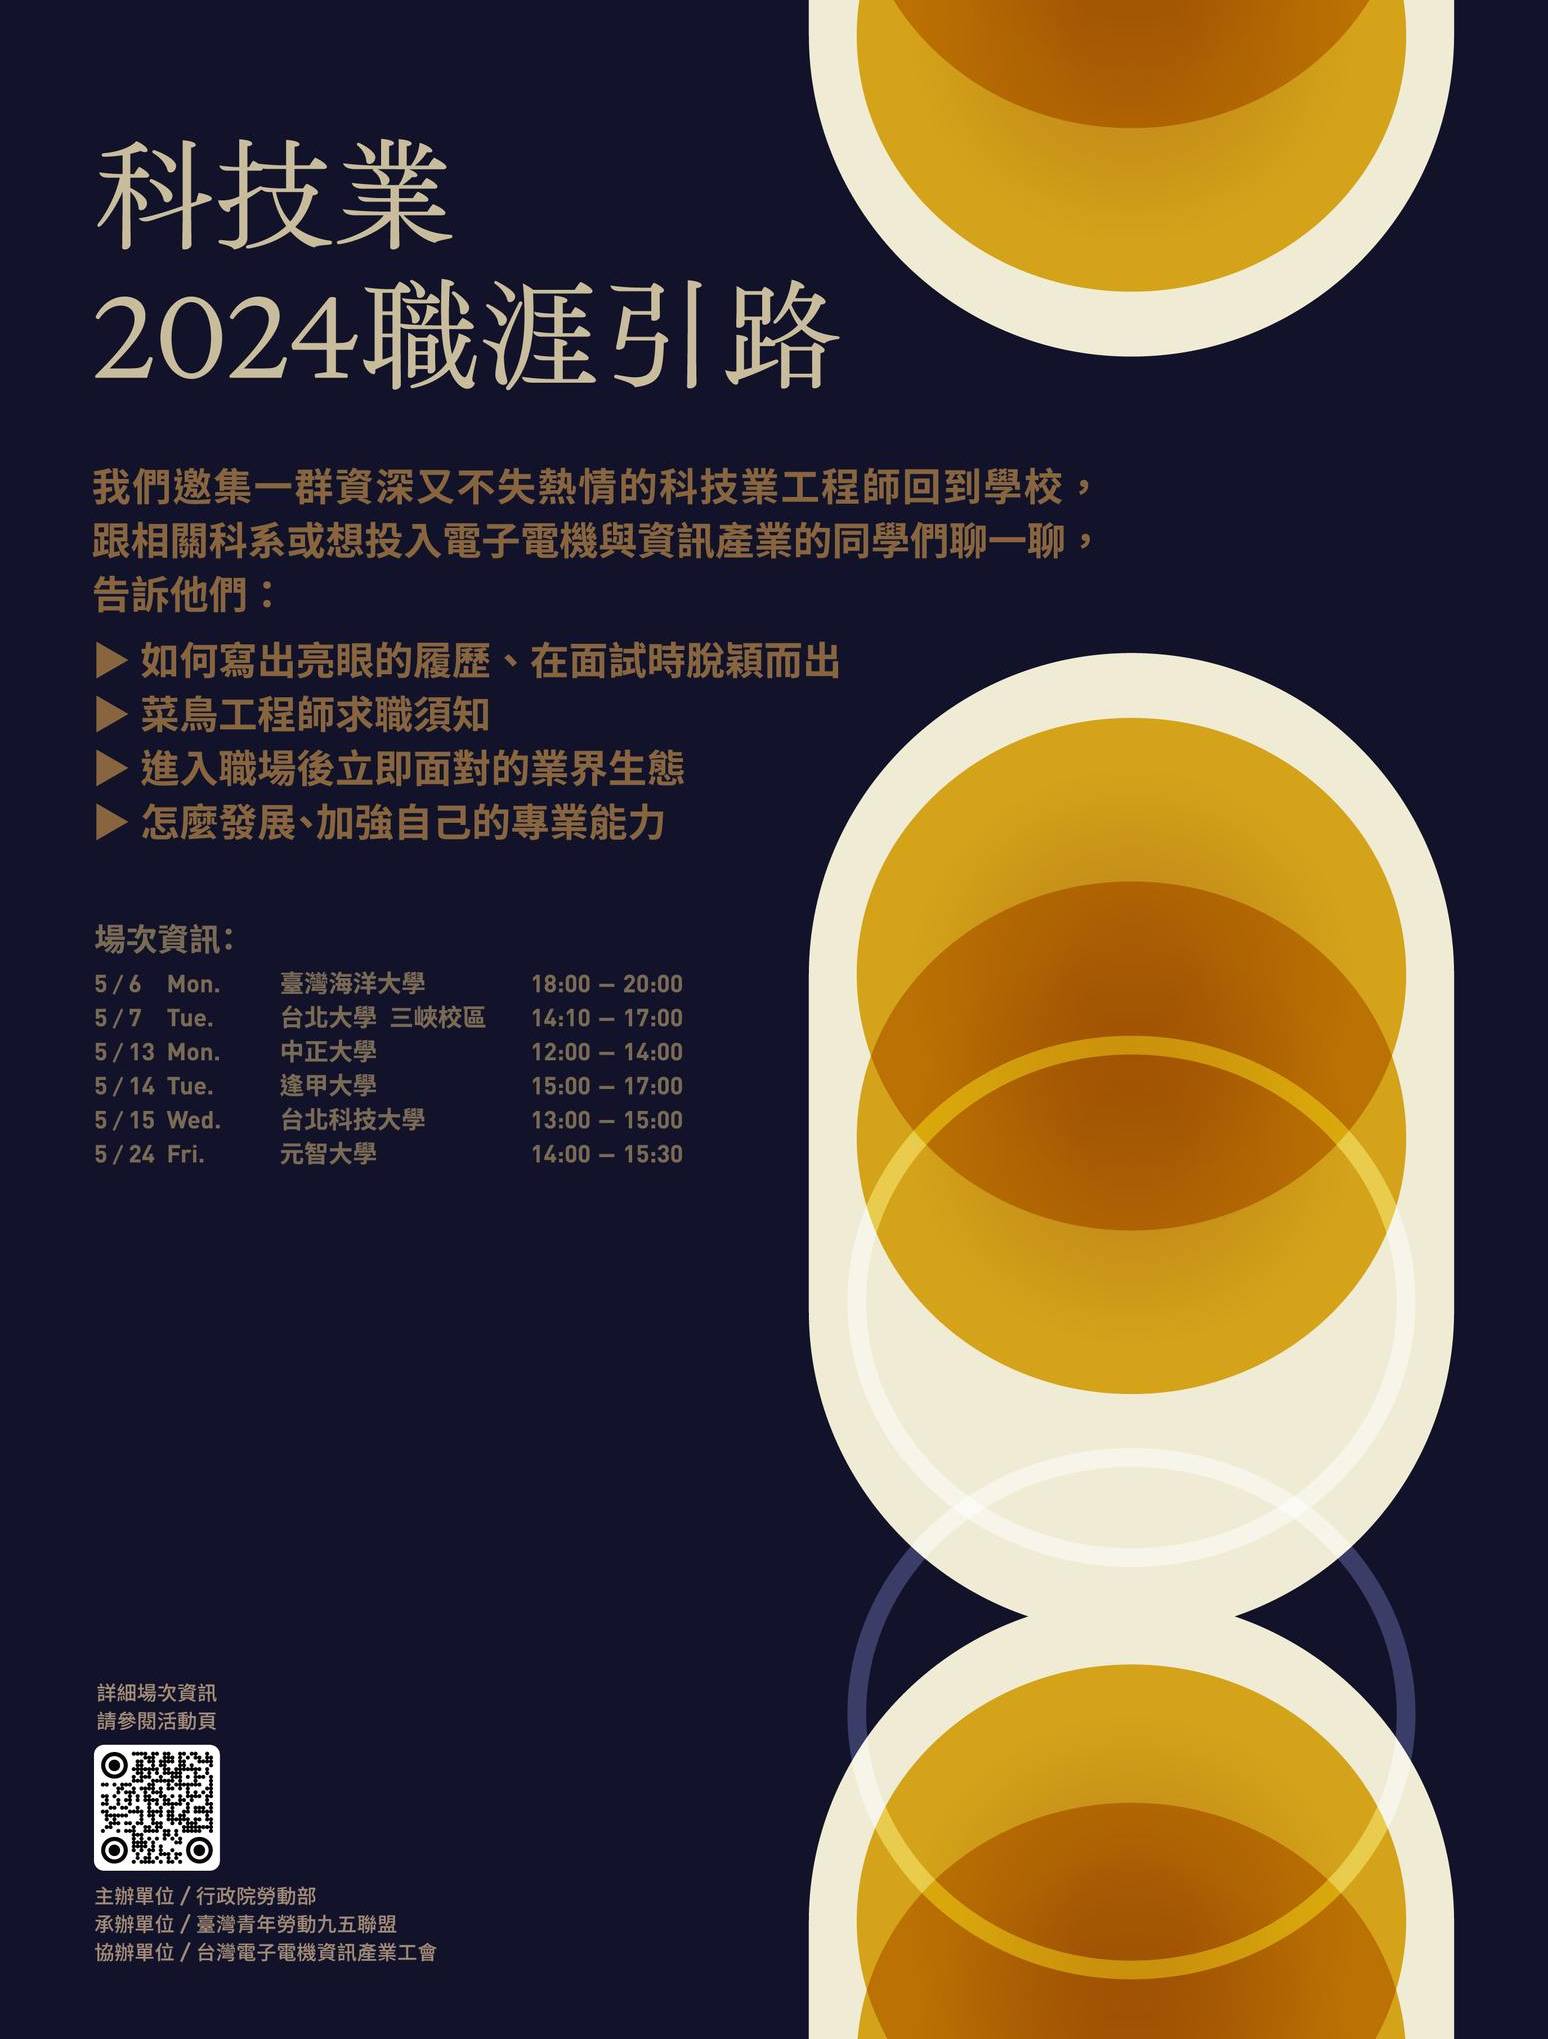 科技業
2024職涯引路
我們邀集一群資深又不失熱情的科技業工程師回到學校，
跟相關科系或想投入電子電機與資訊產業的同學們聊一聊，
告訴他們：
▶ 如何寫出亮眼的履歷、在面試時脫穎而出
▶ 菜鳥工程師求職須知
▶ 進入職場後立即面對的業界生態
▶ 怎麼發展、加強自己的專業能力
場次資訊：
5 / 6 Mon. 臺灣海洋大學 18:00 – 20:00
5 / 7 Tue. 台北大學 三峽校區 14:10 – 17:00
5 / 13 Mon. 中正大學 12:00 – 14:00
5 / 14 Tue. 逢甲大學 15:00 – 17:00
5 / 15 Wed. 台北科技大學 13:00 – 15:00
5 / 24 Fri. 元智大學 14:00 – 15:30
詳細場次資訊
請參閱活動頁
主辦單位 / 行政院勞動部
承辦單位 / 臺灣青年勞動九五聯盟
協辦單位 / 台灣電子電機資訊產業工會